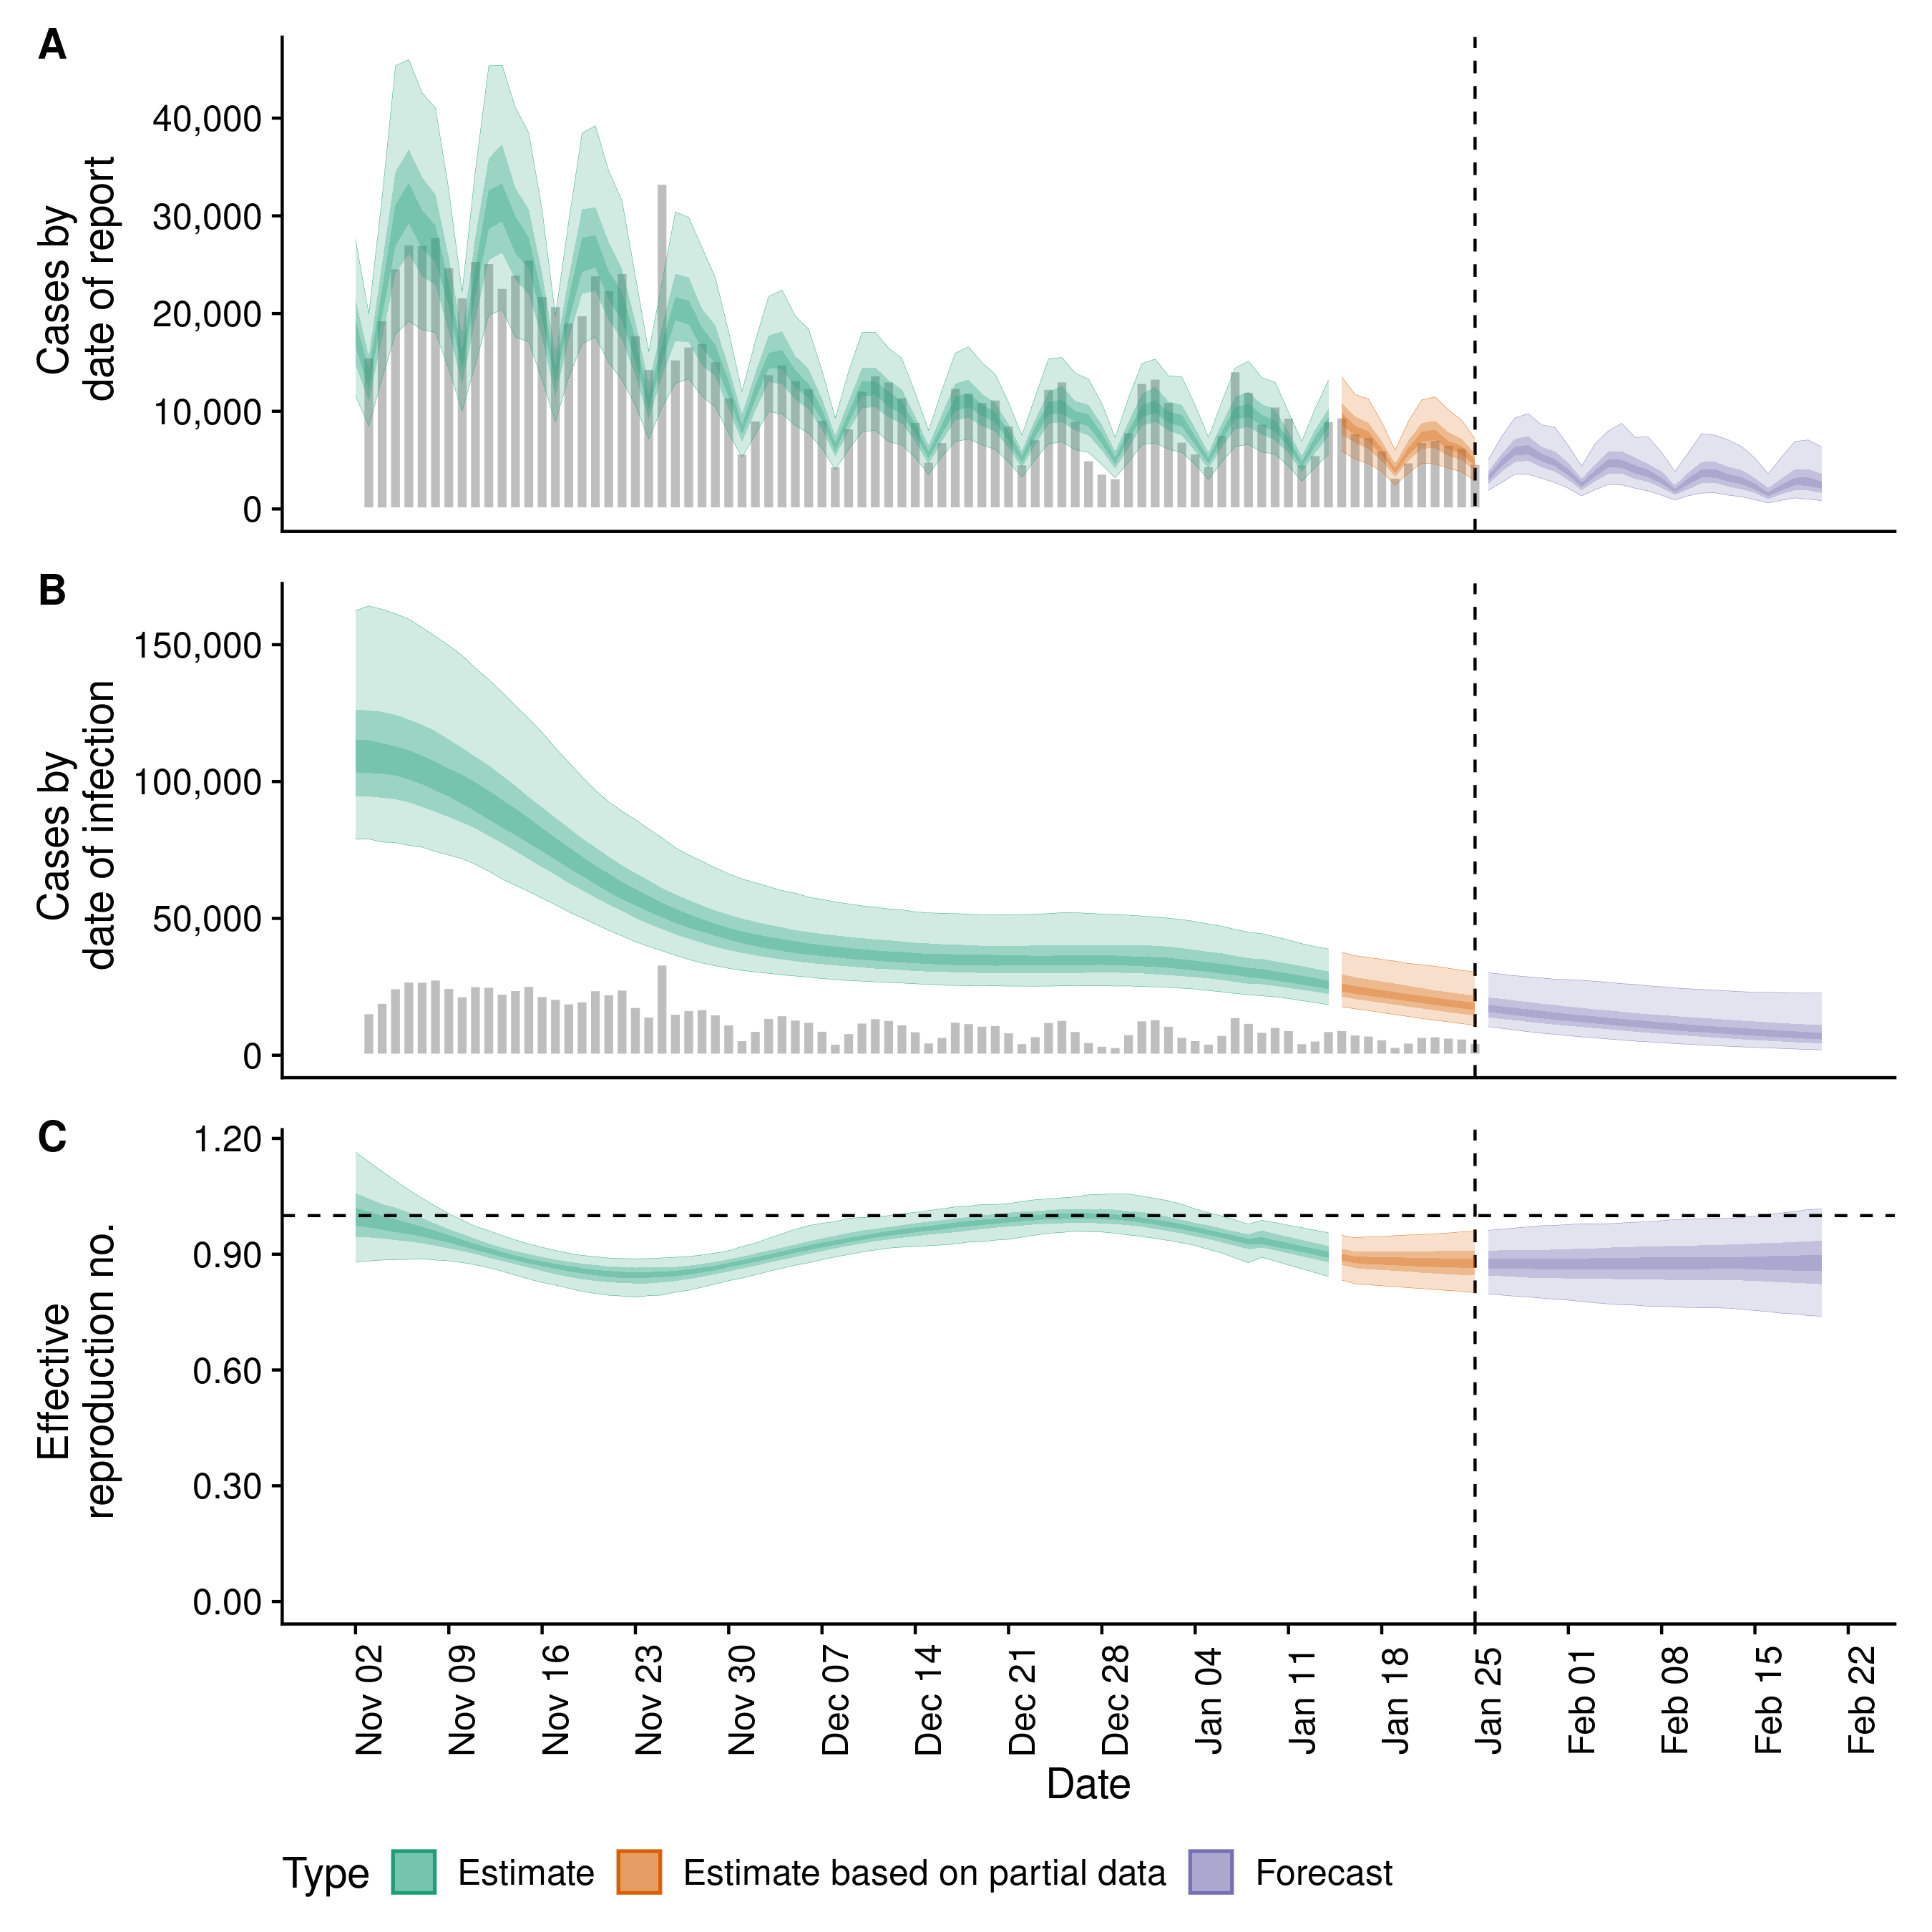 A
Cases by
date of report
40,000
30,000
20,000
10,000
0
B
Cases by
date of infection
150,000
100,000
50,000
0
C
Effective
reproduction no.
1.20
0.90
0.60
0.30
0.00
Nov 02
Nov 09
Nov 16
Nov 23
Nov 30
Dec 07
Dec 14
Dec 21
Dec 28
Jan 04
Jan 11
Jan 18
Jan 25
Feb 01
Feb 08
Feb 15
Feb 22
Date
Type Estimate Estimate based on partial data Forecast